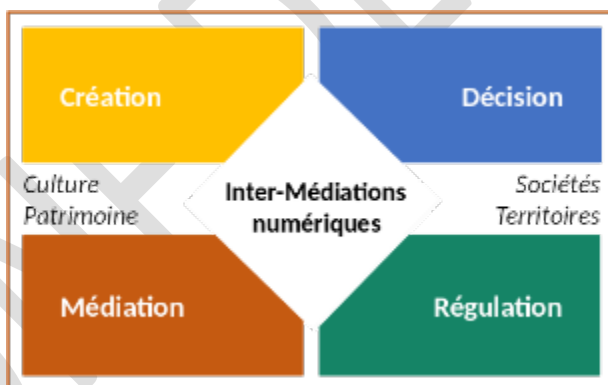 Création
Décision
Culture
Patrimoine
Inter-Médiations
numériques
Sociétés
Territoires
Médiation
Régulation